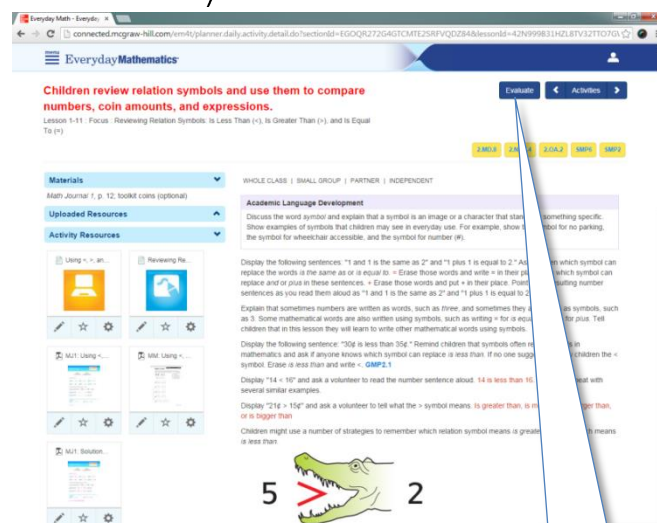 Everyday Math - Everyday
connected.mcgraw-hill.com/em4t/planner.daily.activity.detail.do?sectionId=EGOQR272G4GTCMTE2SRFVQDZ84&lessonId=42N999B31HZL8TV32TTO7G
menu
Everyday Mathematics
Children review relation symbols and use them to compare
numbers, coin amounts, and expressions.
Evaluate
Activities
Lesson 1-11 : Focus : Reviewing Relation Symbols: Is Less Than (<), Is Greater Than (>), and Is Equal
To (=)
2.MD.8
2.OA.2
SMP6
SMP2
Materials
WHOLE CLASS | SMALL GROUP | PARTNER | INDEPENDENT
Math Journal 1, p. 12; toolkit coins (optional)
Uploaded Resources
Activity Resources
Using <, >, an...
Reviewing Re...
MJ1: Using <,...
MM: Using <,...
MJ1: Solution...
Academic Language Development
Discuss the word symbol and explain that a symbol is an image or a character that something specific.
Show examples of symbols that children may see in everyday use. For example, show for no parking,
the symbol for wheelchair accessible, and the symbol for number (#).
Display the following sentences: "1 and 1 is the same as 2" and "1 plus 1 is equal to 2." which symbol can
replace the words is the same as or is equal to. = Erase those words and write = in their which symbol can
replace and or plus in these sentences. + Erase those words and put + in their place. number
sentences as you read them aloud as "1 and 1 is the same as 2" and "1 plus 1 is equal to
Explain that sometimes numbers are written as words, such as three, and sometimes they as symbols, such
as 3. Some mathematical words are also written using symbols, such as writing = for for plus. Tell
children that in this lesson they will learn to write other mathematical words using symbols.
Display the following sentence: "30¢ is less than 35¢." Remind children that symbols often in
mathematics and ask if anyone knows which symbol can replace is less than. If no one children the <
symbol. Erase is less than and write <. GMP2.1
Display "14 < 16" and ask a volunteer to read the number sentence aloud. 14 is less than 16. with
several similar examples.
Display "21¢ > 15¢" and ask a volunteer to tell what the > symbol means. Is greater than, is than,
or is bigger than
Children might use a number of strategies to remember which relation symbol means is means
is less than.
5 > 2